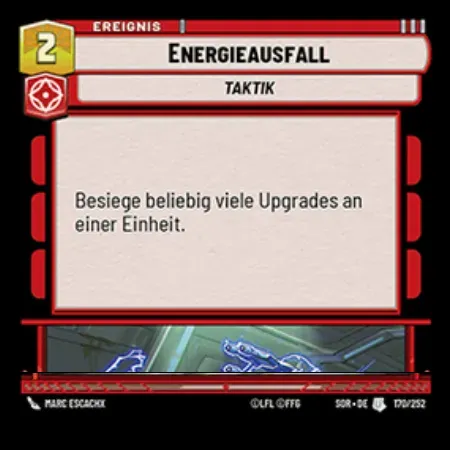 EREIGNIS
2
ENERGIEAUSFALL
TAKTIK
Besiege beliebig viele Upgrades an
einer Einheit.
MARC ESCACHX
©LFL ©FFG
SOR • DE
170/252